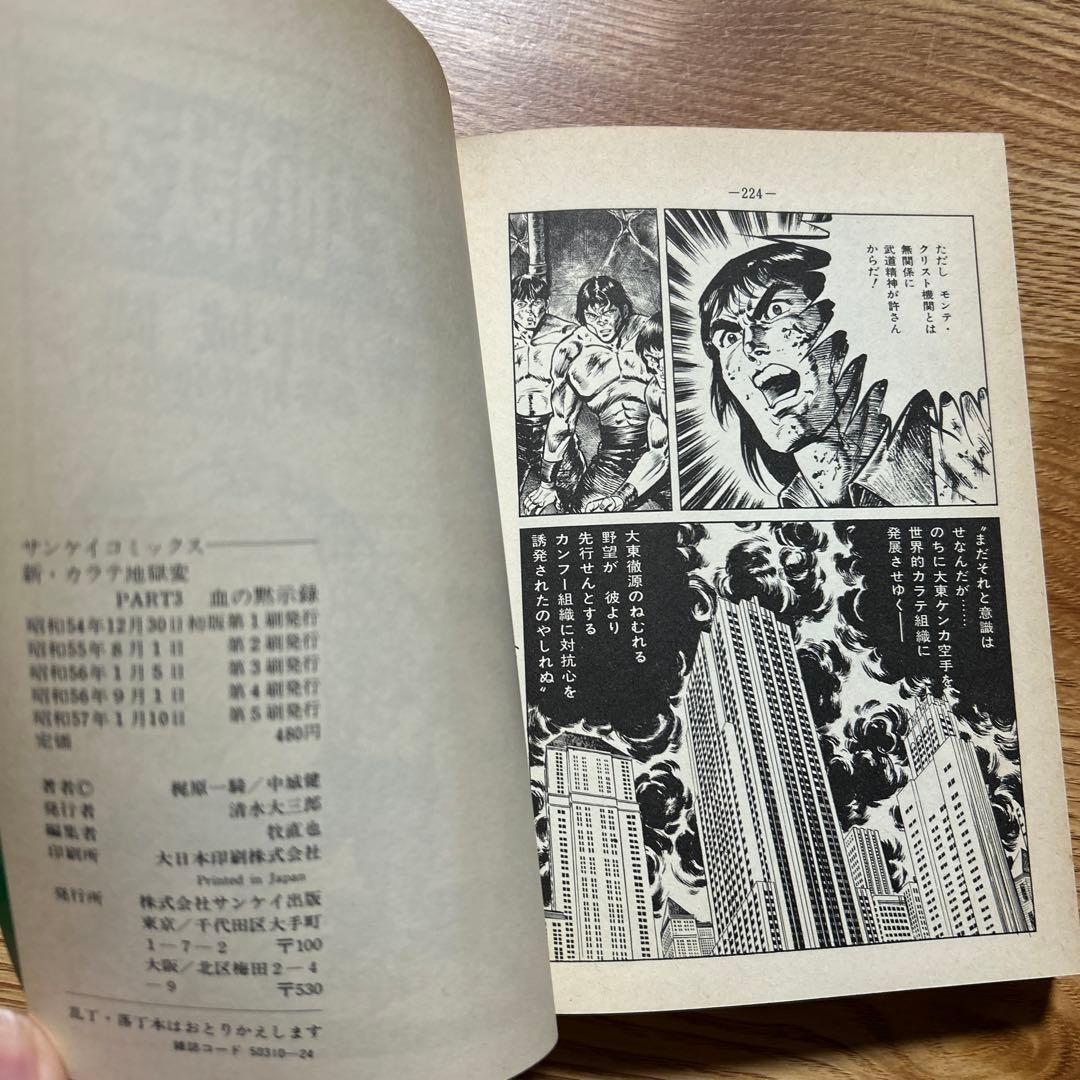 サンケイコミックス――
新・カラテ地獄変
PART3 血の黙示録
昭和54年12月30日初版第1刷発行
昭和55年8月1日 第2刷発行
昭和56年1月5日 第3刷発行
昭和56年9月1日 第4刷発行
昭和57年1月10日 第5刷発行
定価 480円
著者© 梶原一騎/中城健
発行者 清水大三郎
編集者 牧直也
印刷所 大日本印刷株式会社
Printed in Japan
発行所 株式会社サンケイ出版
東京/千代田区大手町
1-7-2 〒100
大阪/北区梅田2-4
-9 〒530
乱丁・落丁本はおとりかえします
雑誌コード 50310-24
-224-
ただし モンテ・
クリスト機関とは
無関係に
武道精神が許さん
からだ!
〝まだそれと意識は
せなんだが……
のちに大東ケンカ空手を
世界的カラテ組織に
発展させゆく――
大東徹源のねむれる
野望が 彼より
先行せんとする
カンフー組織に対抗心を
誘発されたのやしれぬ〟